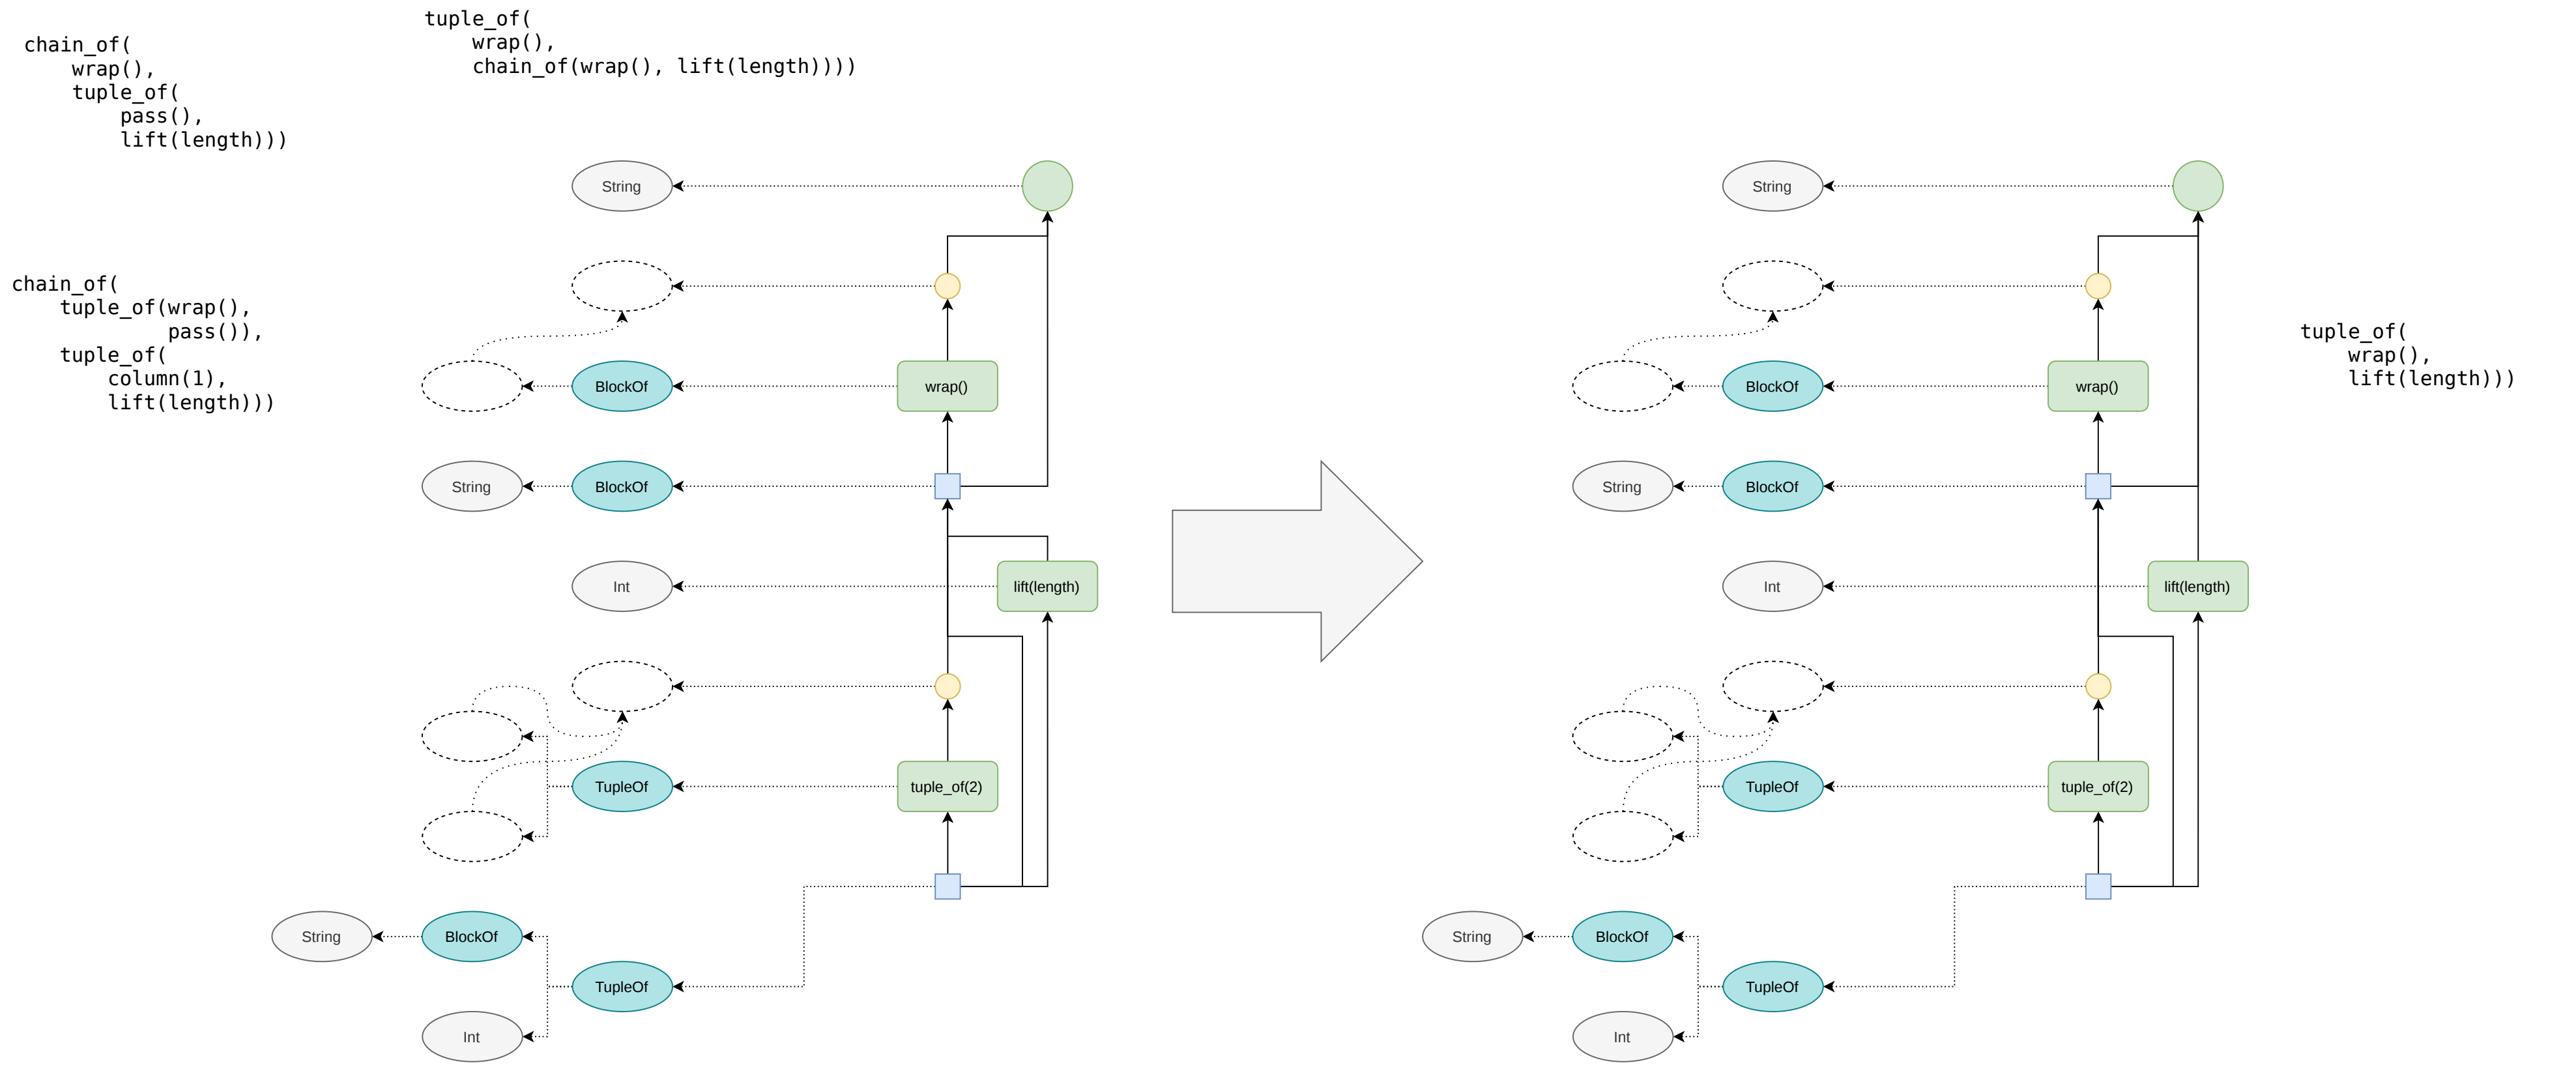 chain_of(
    wrap(),
    tuple_of(
        pass(),
        lift(length)))
tuple_of(
    wrap(),
    chain_of(wrap(), lift(length))))
chain_of(
    tuple_of(wrap(),
             pass()),
    tuple_of(
        column(1),
        lift(length)))
String
BlockOf
wrap()
String
BlockOf
Int
lift(length)
TupleOf
tuple_of(2)
String
BlockOf
TupleOf
Int
String
BlockOf
wrap()
String
BlockOf
Int
lift(length)
TupleOf
tuple_of(2)
String
BlockOf
TupleOf
Int
tuple_of(
    wrap(),
    lift(length)))